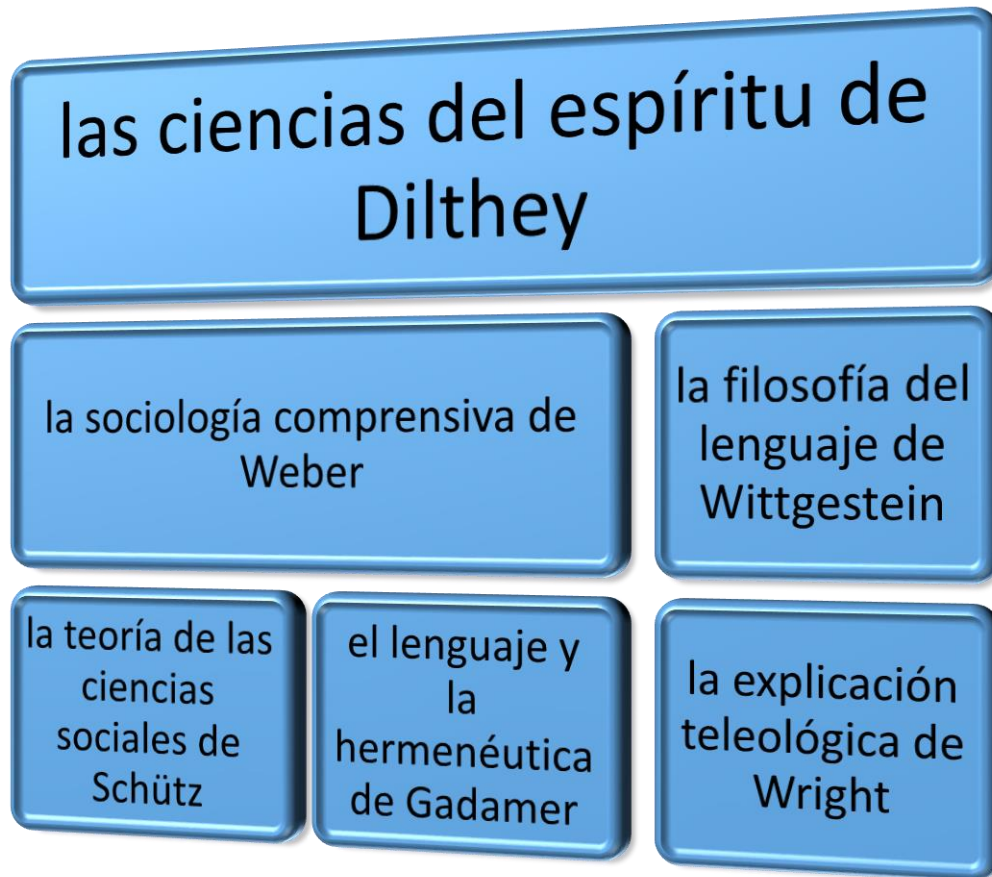 las ciencias del espíritu de
Dilthey
la sociología comprensiva de
Weber
la filosofía del
lenguaje de
Wittgestein
la teoría de las
ciencias
sociales de
Schütz
el lenguaje y
la
hermenéutica
de Gadamer
la explicación
teleológica de
Wright